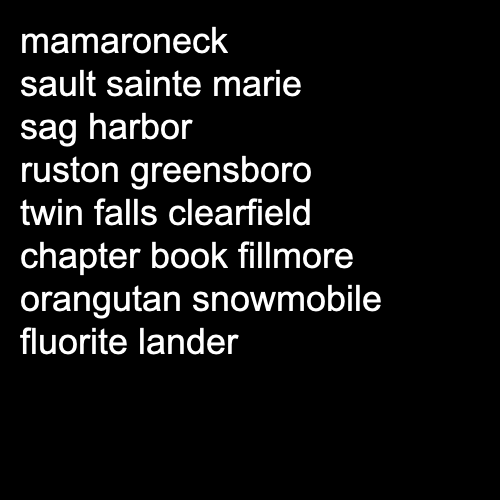 mamaroneck
sault sainte marie
sag harbor
ruston greensboro
twin falls clearfield
chapter book fillmore
orangutan snowmobile
fluorite lander